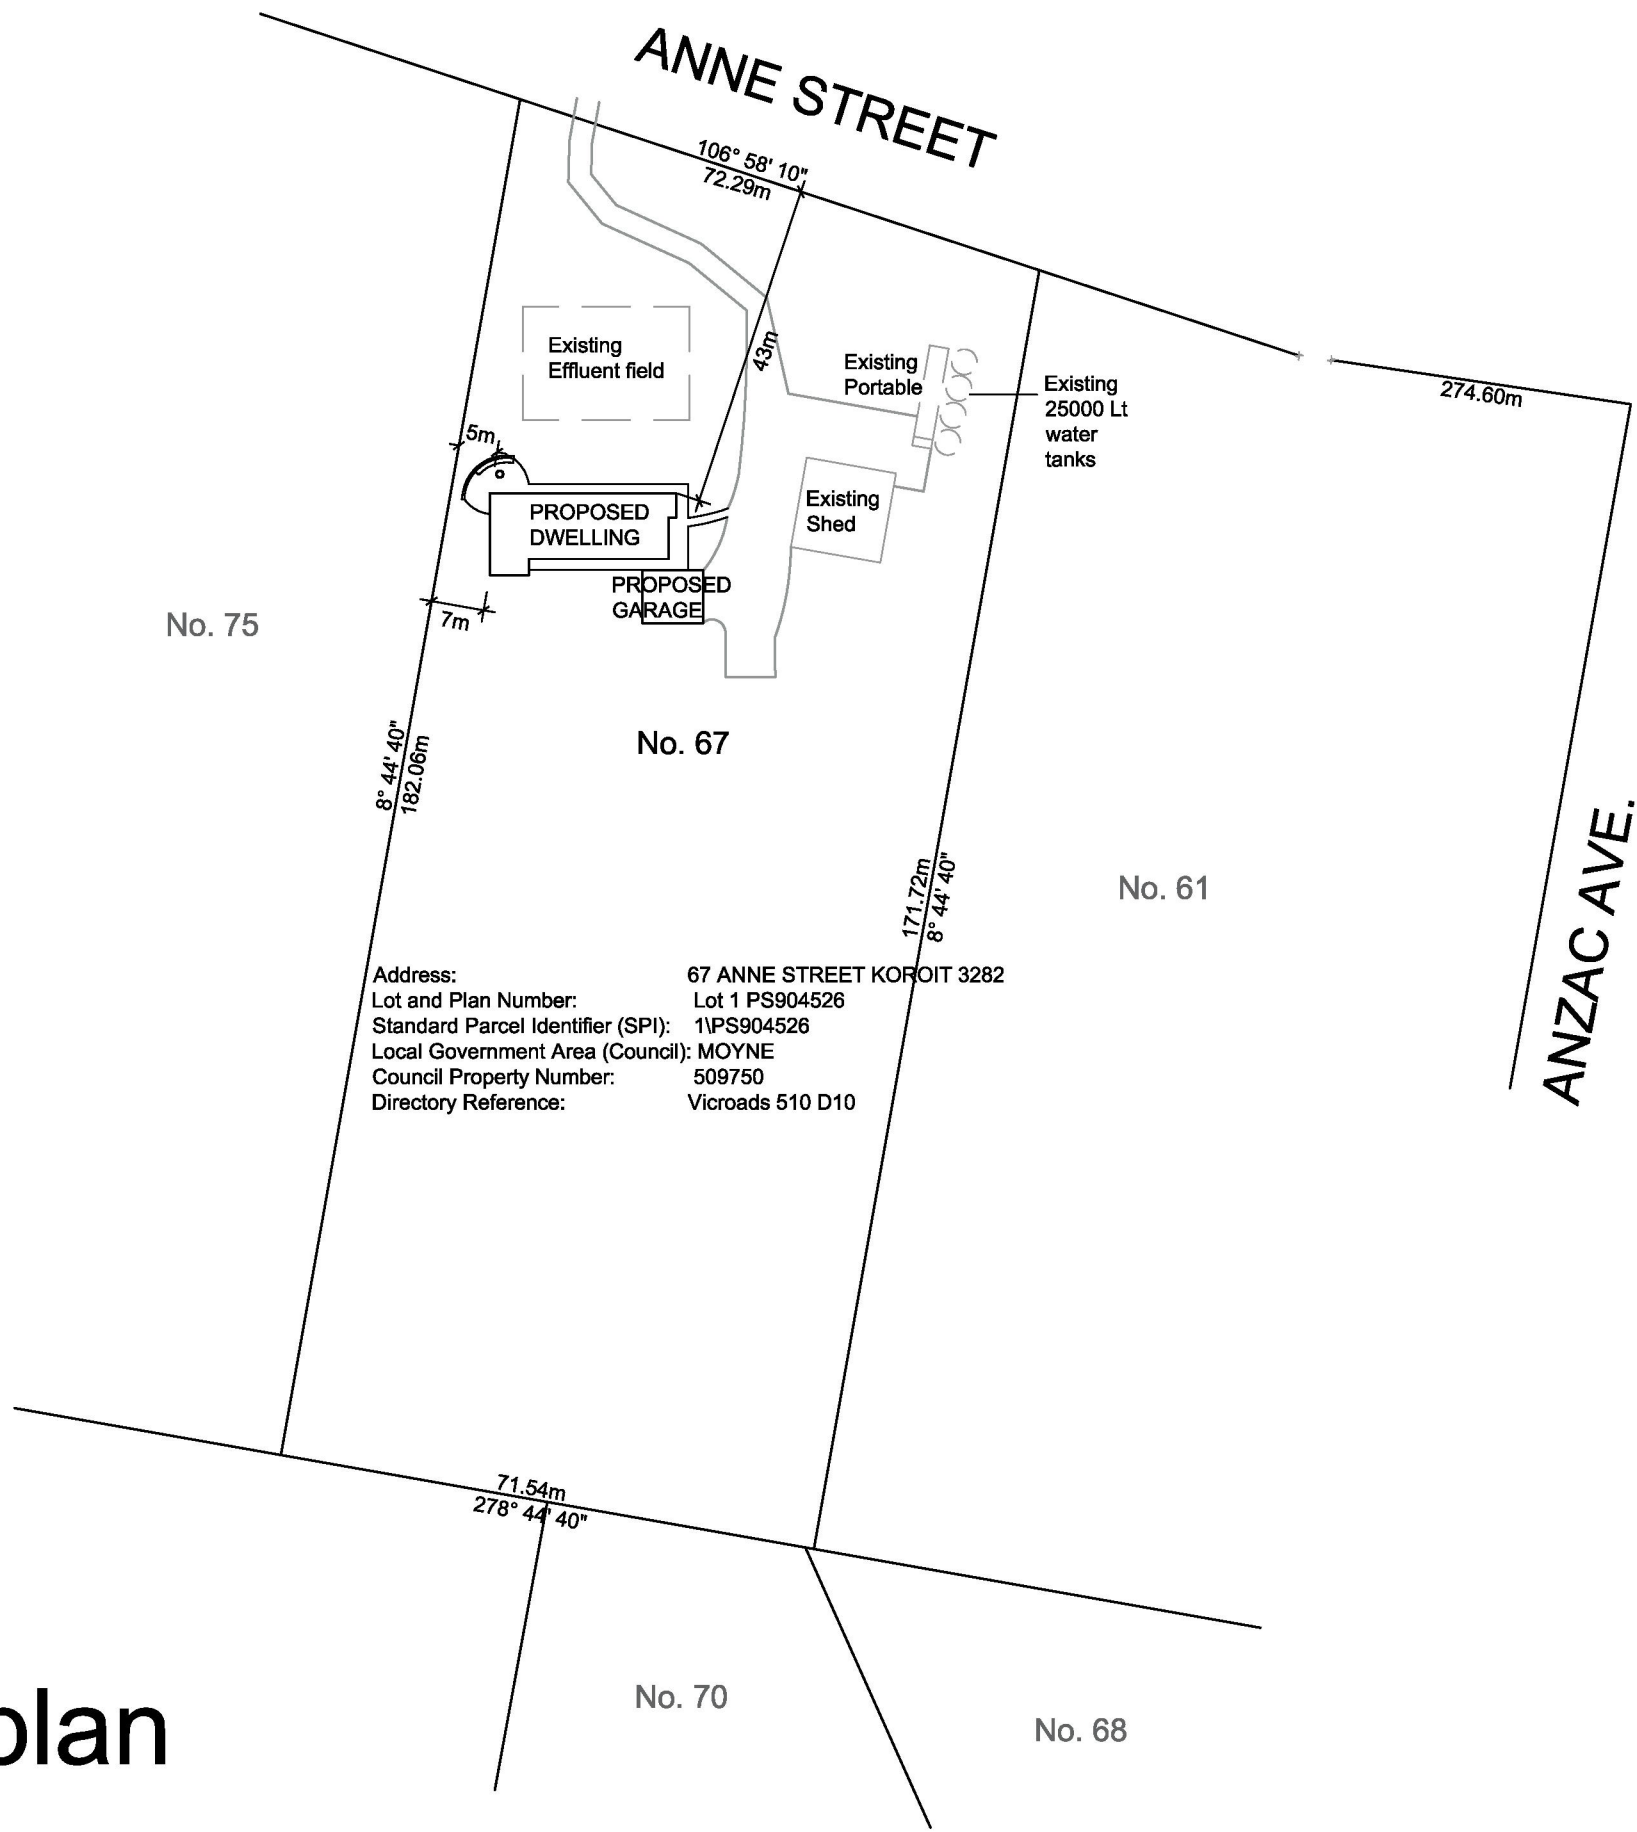 ANNE STREET
106° 58' 10"
72.29m
43m
Existing
Effluent field
Existing
Portable
Existing
25000 Lt
water
tanks
274.60m
5m
PROPOSED
DWELLING
Existing
Shed
PROPOSED
GARAGE
7m
No. 75
No. 67
8° 44' 40"
182.06m
171.72m
8° 44' 40"
No. 61
ANZAC AVE.
Address: 67 ANNE STREET KOROIT 3282
Lot and Plan Number: Lot 1 PS904526
Standard Parcel Identifier (SPI): 1\PS904526
Local Government Area (Council): MOYNE
Council Property Number: 509750
Directory Reference: Vicroads 510 D10
71.54m
278° 44' 40"
No. 70
No. 68
plan